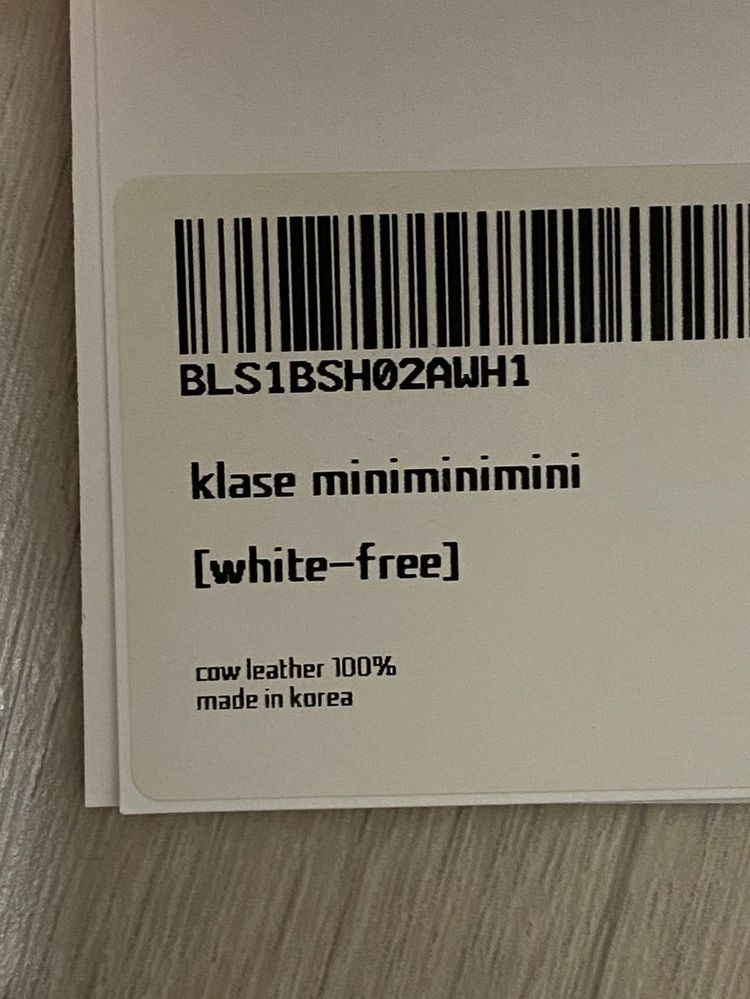 BLS1BSH02AWH1
klase miniminimini
[white-free]
cow leather 100%
made in korea